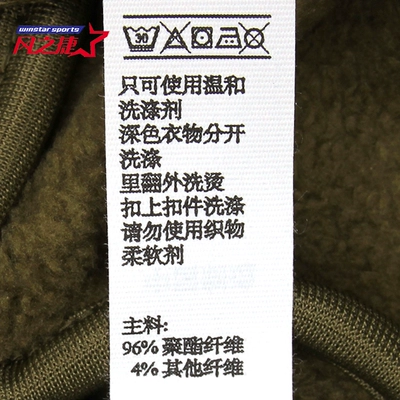 winstar sports
风之捷
30
只可使用温和
洗涤剂
深色衣物分开
洗涤
里翻外洗烫
扣上扣件洗涤
请勿使用织物
柔软剂
主料:
96% 聚酯纤维
4% 其他纤维